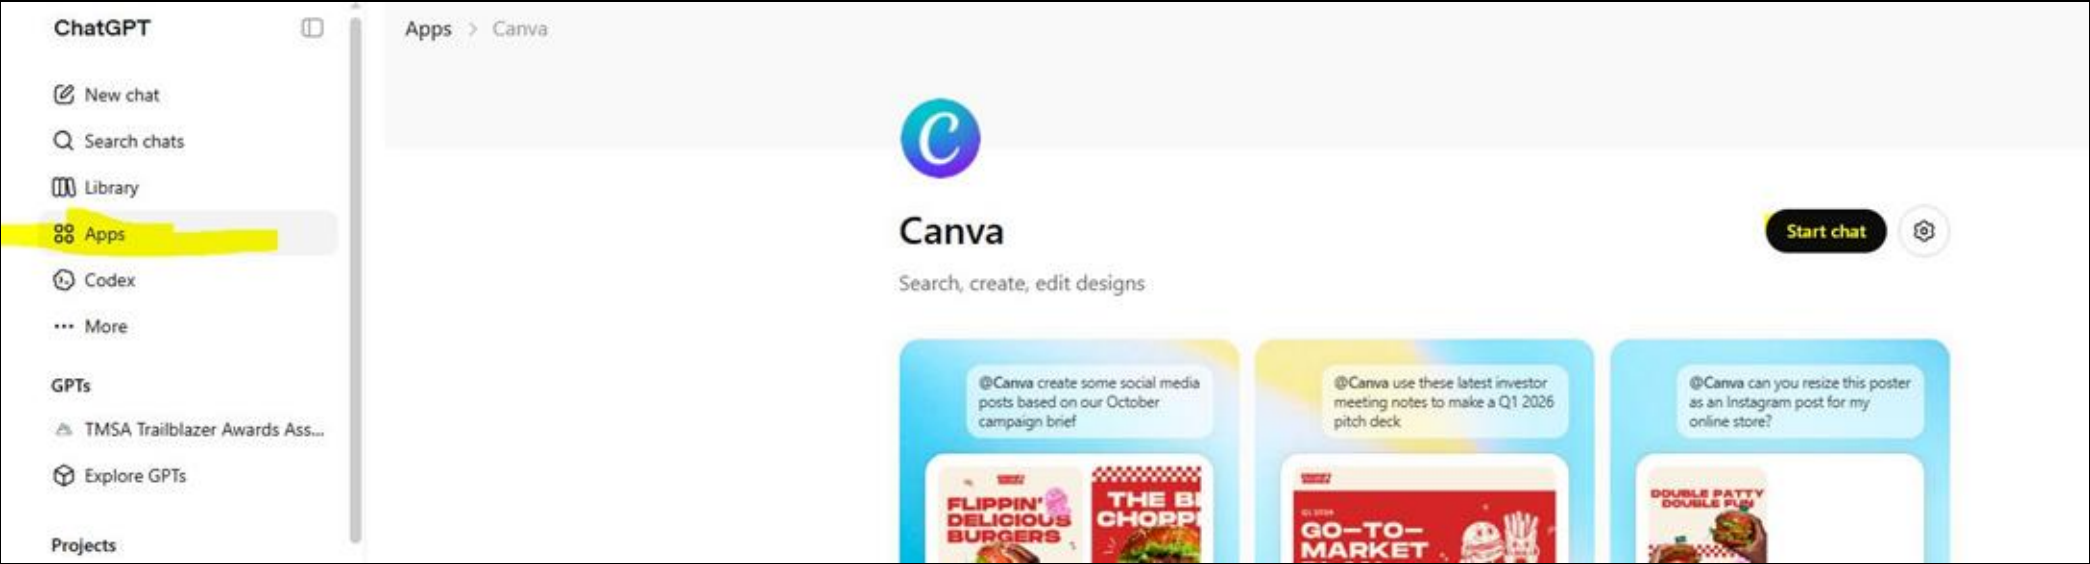 ChatGPT
New chat
Search chats
Library
Apps
Codex
More
GPTs
TMSA Trailblazer Awards Ass...
Explore GPTs
Projects
Apps > Canva
C
Canva
Search, create, edit designs
Start chat
@Canva create some social media
posts based on our October
campaign brief
FLIPPIN'
DELICIOUS
BURGERS
THE BI
CHOPPI
@Canva use these latest investor
meeting notes to make a Q1 2026
pitch deck
GO-TO-
MARKET
@Canva can you resize this poster
as an Instagram post for my
online store?
DOUBLE PATTY
DOUBLE FUN